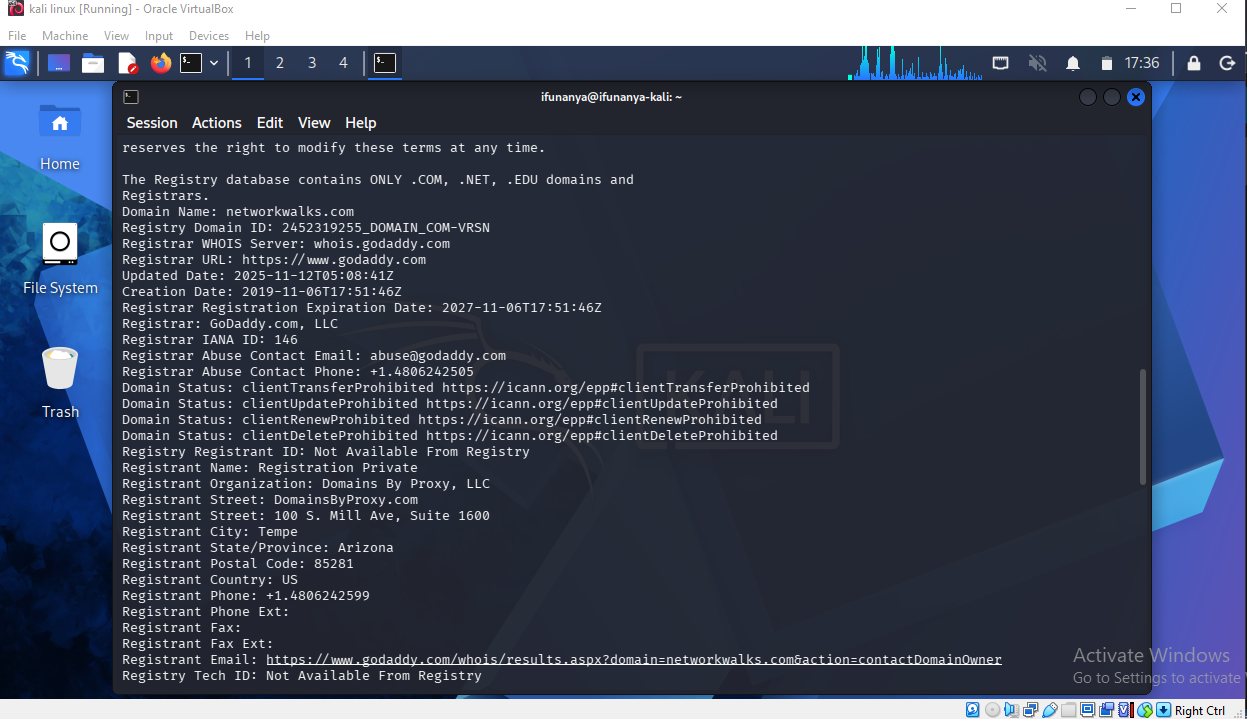 kali linux [Running] - Oracle VirtualBox
File Machine View Input Devices Help
1 2 3 4 17:36
ifunanya@ifunanya-kali: ~
Session Actions Edit View Help
Home
File System
Trash
reserves the right to modify these terms at any time.
The Registry database contains ONLY .COM, .NET, .EDU domains and
Registrars.
Domain Name: networkwalks.com
Registry Domain ID: 2452319255_DOMAIN_COM-VRSN
Registrar WHOIS Server: whois.godaddy.com
Registrar URL: https://www.godaddy.com
Updated Date: 2025-11-12T05:08:41Z
Creation Date: 2019-11-06T17:51:46Z
Registrar Registration Expiration Date: 2027-11-06T17:51:46Z
Registrar: GoDaddy.com, LLC
Registrar IANA ID: 146
Registrar Abuse Contact Email: abuse@godaddy.com
Registrar Abuse Contact Phone: +1.4806242505
Domain Status: clientTransferProhibited https://icann.org/epp#clientTransferProhibited
Domain Status: clientUpdateProhibited https://icann.org/epp#clientUpdateProhibited
Domain Status: clientRenewProhibited https://icann.org/epp#clientRenewProhibited
Domain Status: clientDeleteProhibited https://icann.org/epp#clientDeleteProhibited
Registry Registrant ID: Not Available From Registry
Registrant Name: Registration Private
Registrant Organization: Domains By Proxy, LLC
Registrant Street: DomainsByProxy.com
Registrant Street: 100 S. Mill Ave, Suite 1600
Registrant City: Tempe
Registrant State/Province: Arizona
Registrant Postal Code: 85281
Registrant Country: US
Registrant Phone: +1.4806242599
Registrant Phone Ext:
Registrant Fax:
Registrant Fax Ext:
Registrant Email: https://www.godaddy.com/whois/results.aspx?domain=networkwalks.com&action=contactDomainOwner
Registry Tech ID: Not Available From Registry
KALI
Activate Windows
Go to Settings to activate
Right Ctrl